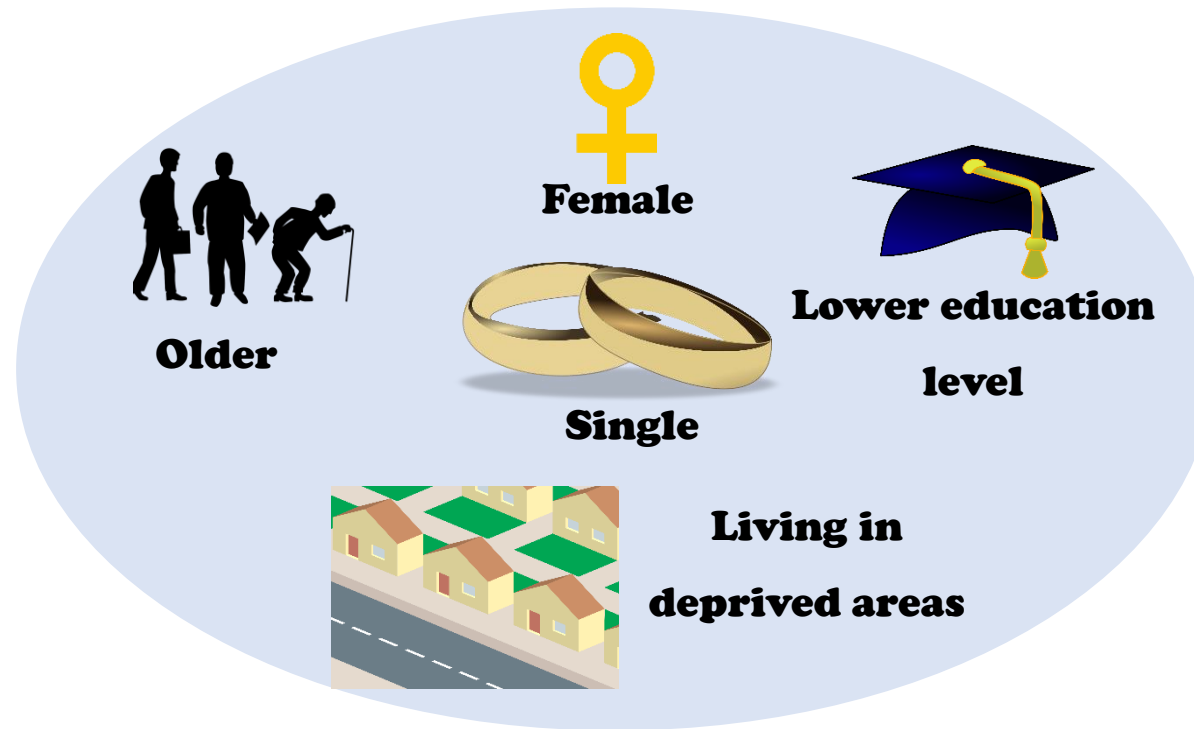 Female
Older
Lower education
level
Single
Living in
deprived areas